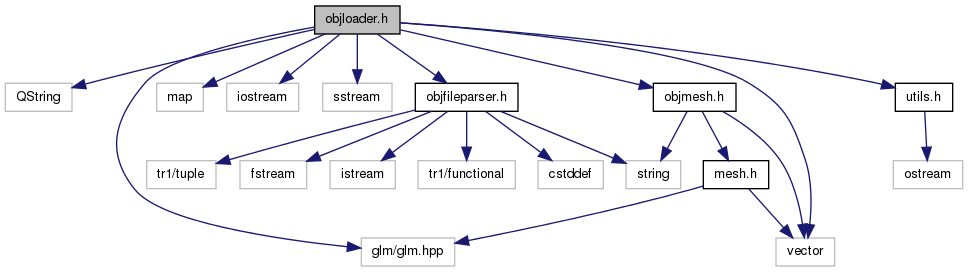 objloader.h
QString
map
iostream
sstream
objfileparser.h
objmesh.h
utils.h
tr1/tuple
fstream
istream
tr1/functional
cstddef
string
mesh.h
ostream
glm/glm.hpp
vector